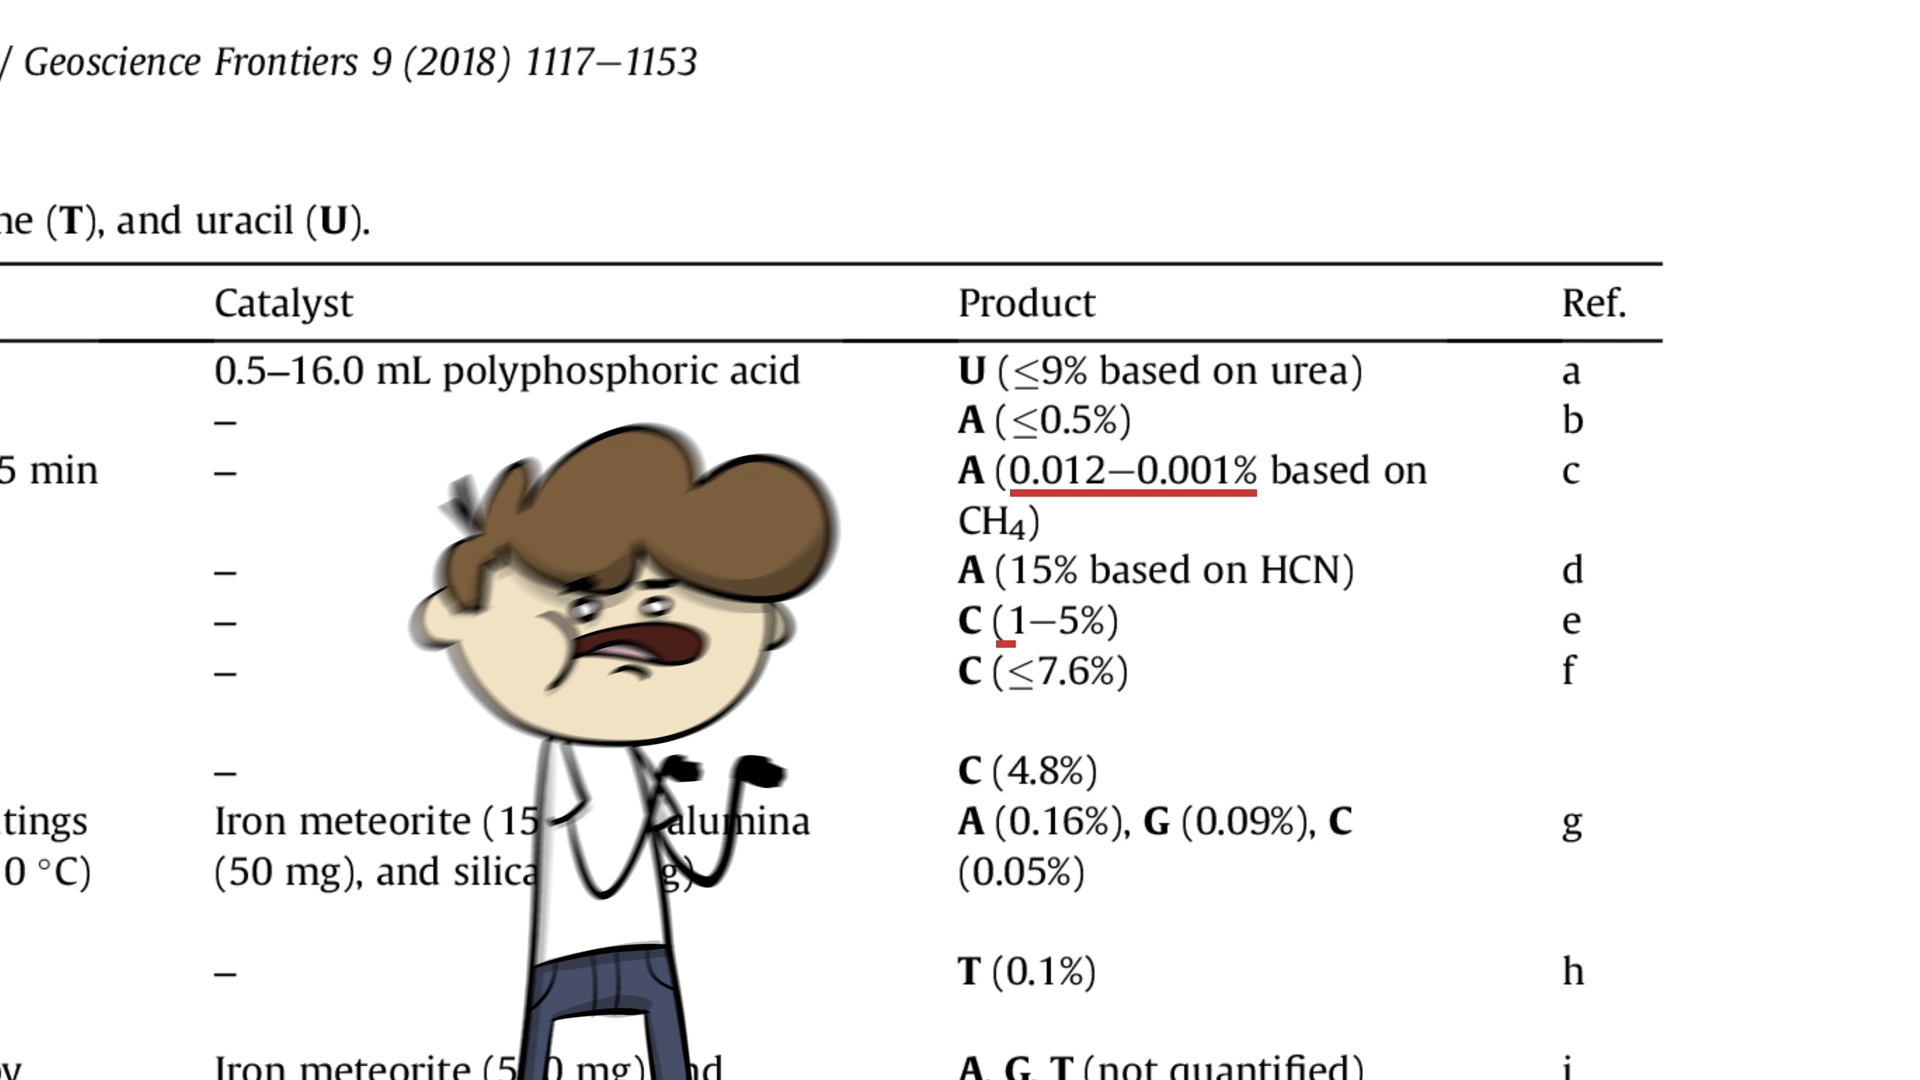 / Geoscience Frontiers 9 (2018) 1117–1153
(T), and uracil (U).
Catalyst Product Ref.
0.5–16.0 mL polyphosphoric acid U (≤9% based on urea) a
– A (≤0.5%) b
5 min – A (0.012–0.001% based on c
CH₄)
– A (15% based on HCN) d
– C (1–5%) e
– C (≤7.6%) f
– C (4.8%)
Iron meteorite (15 alumina A (0.16%), G (0.09%), C g
0 °C) (50 mg), and g) (0.05%)
– T (0.1%) h
Iron meteorite (5 0 mg) A, G, T (not quantified) i